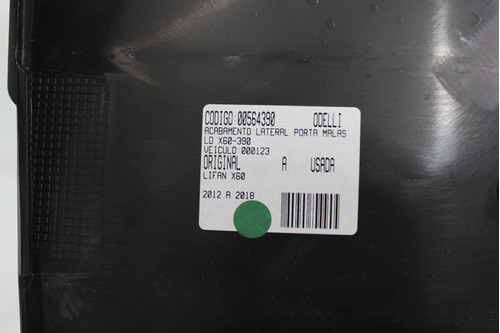 CODIGO:00564390 ODELLI
ACABAMENTO LATERAL PORTA MALAS
LD X60-390
VEICULO:000123
ORIGINAL A USADA
LIFAN X60
2012 A 2018